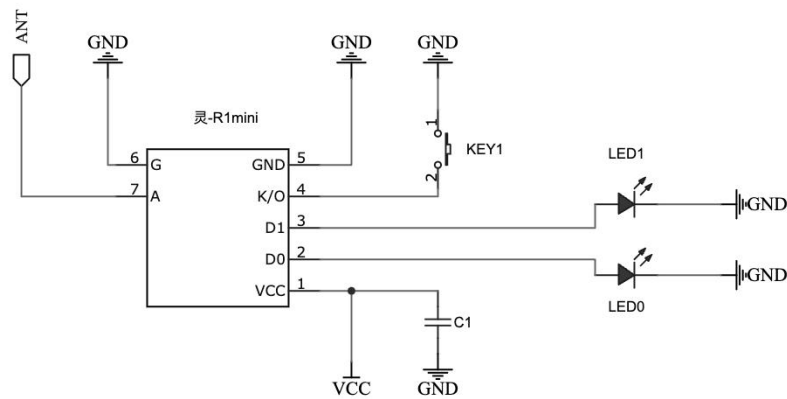 ANT
GND
GND
GND
灵-R1mini
1
2
KEY1
6
G
GND
5
7
A
K/O
4
D1
3
D0
2
VCC
1
LED1
GND
GND
LED0
C1
VCC
GND